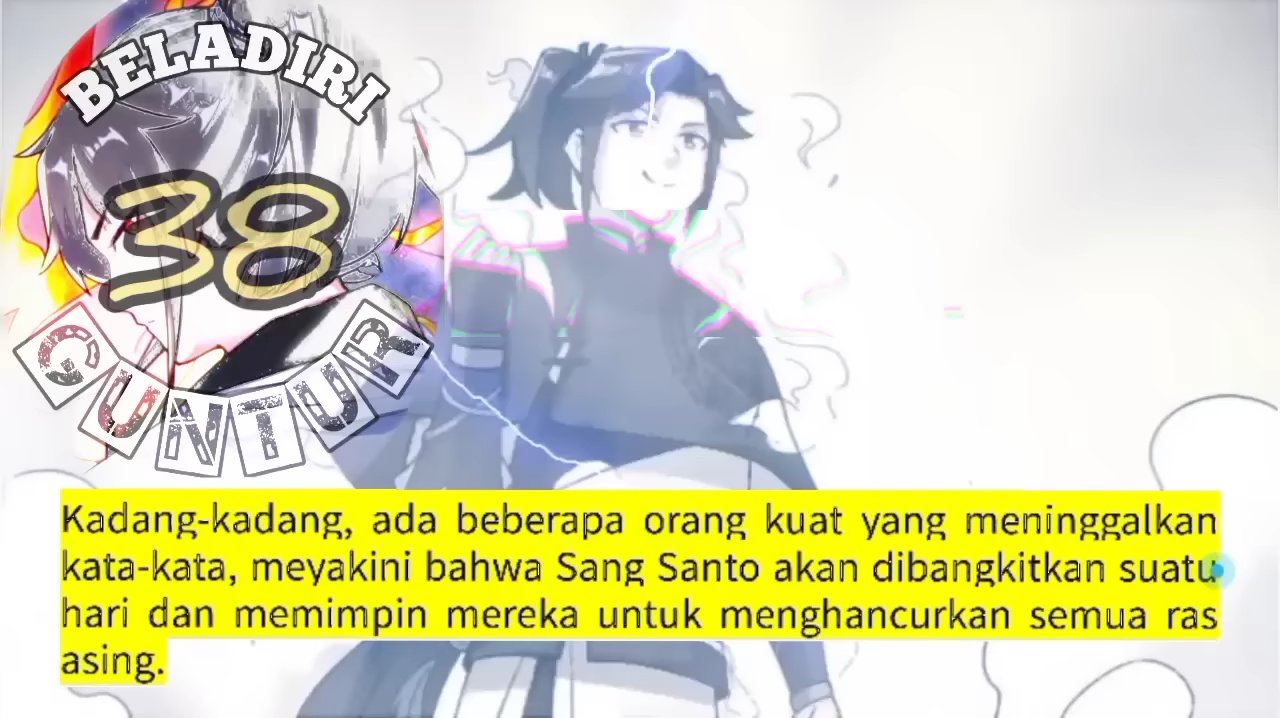 BELADIRI
38
GUNTUR
Kadang-kadang, ada beberapa orang kuat yang meninggalkan
kata-kata, meyakini bahwa Sang Santo akan dibangkitkan suatu
hari dan memimpin mereka untuk menghancurkan semua ras
asing.